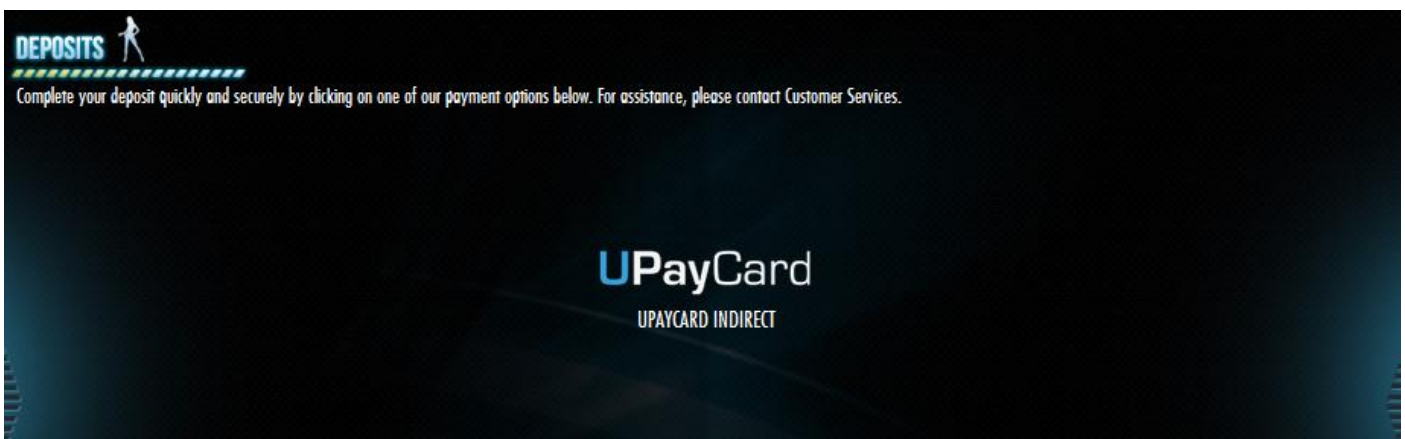 DEPOSITS
Complete your deposit quickly and securely by clicking on one of our payment options below. For assistance, please contact Customer Services.
UPayCard
UPAYCARD INDIRECT